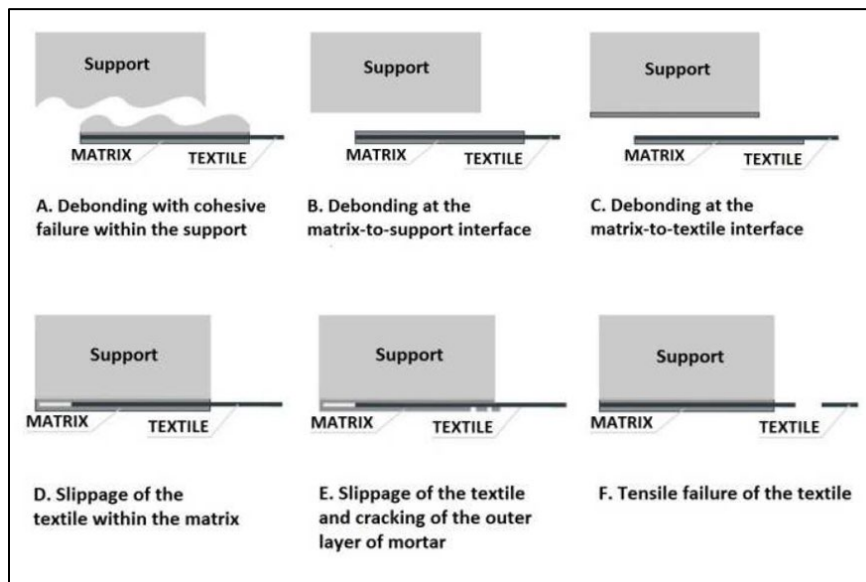 Support
MATRIX
TEXTILE
A. Debonding with cohesive
failure within the support
Support
MATRIX
TEXTILE
B. Debonding at the
matrix-to-support interface
Support
MATRIX
TEXTILE
C. Debonding at the
matrix-to-textile interface
Support
MATRIX
TEXTILE
D. Slippage of the
textile within the matrix
Support
MATRIX
TEXTILE
E. Slippage of the textile
and cracking of the outer
layer of mortar
Support
MATRIX
TEXTILE
F. Tensile failure of the textile